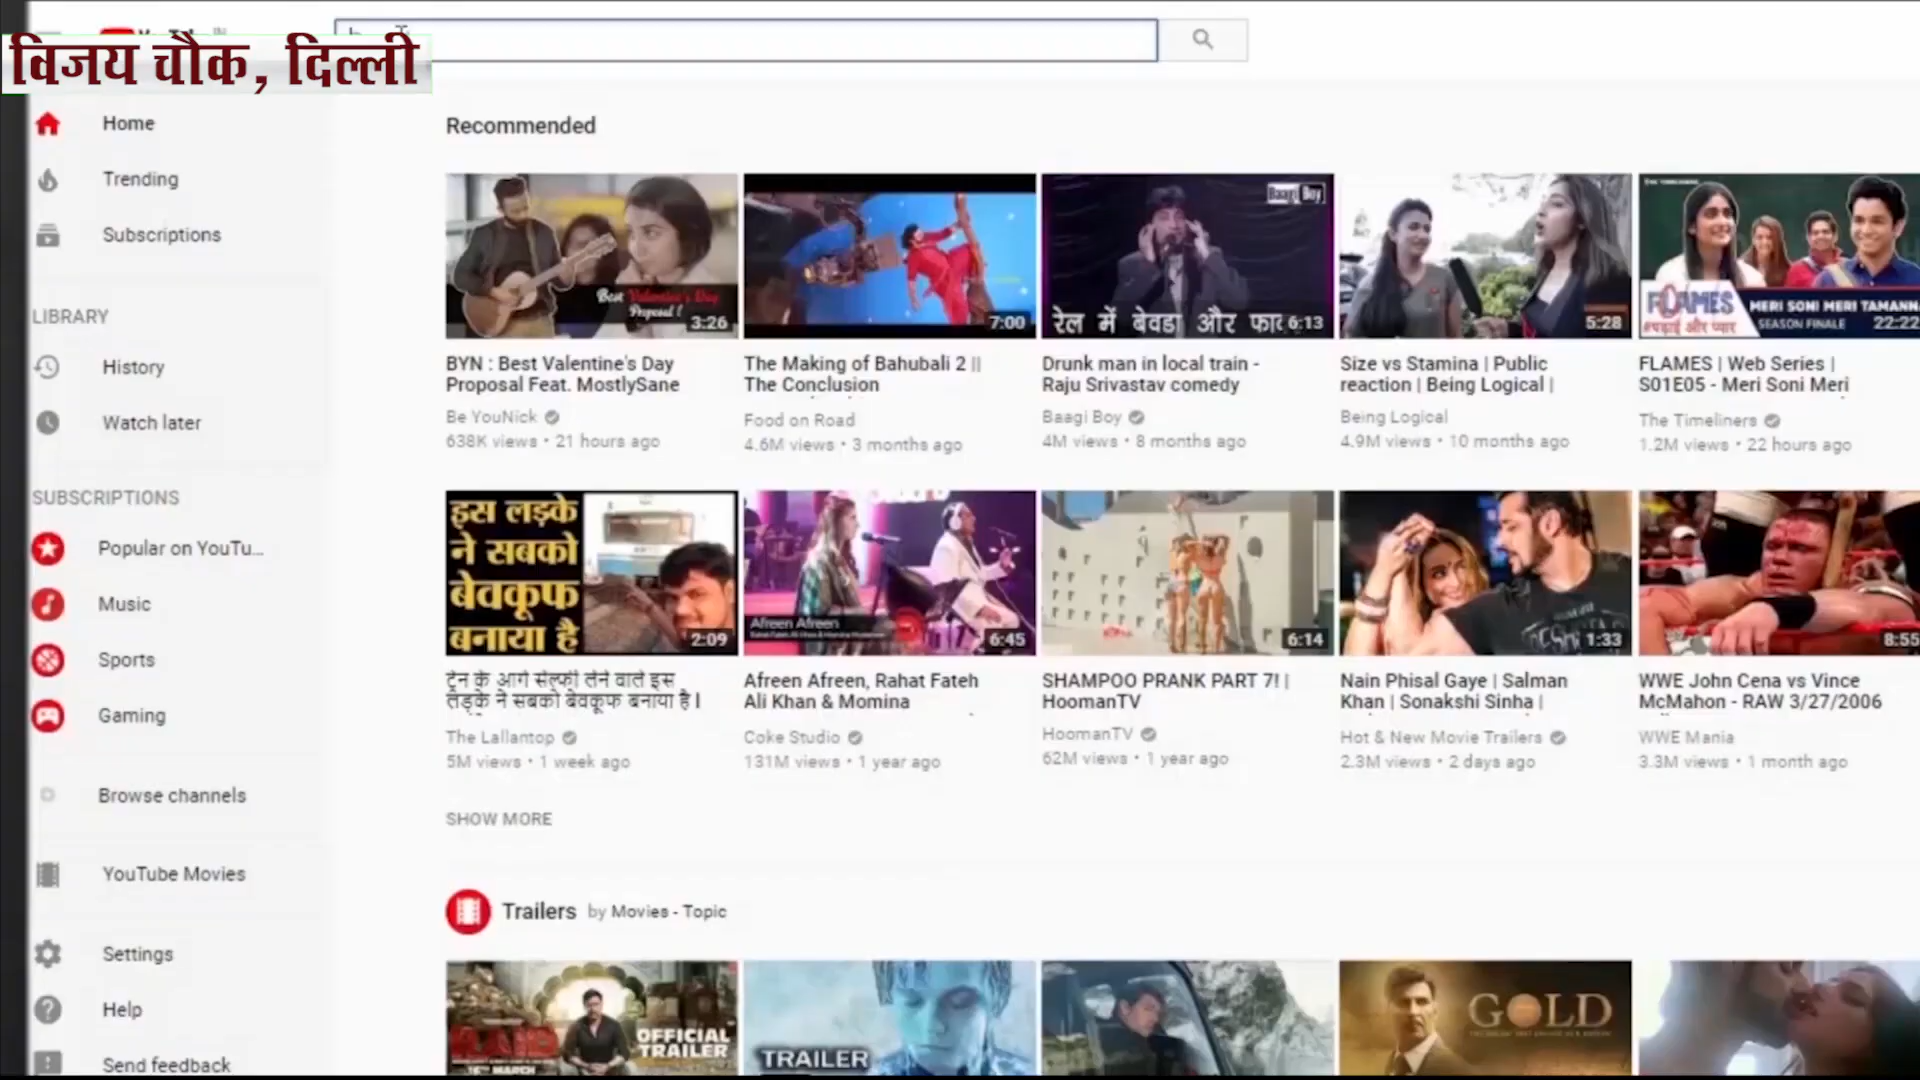 विजय चौक, दिल्ली
Home
Trending
Subscriptions
LIBRARY
History
Watch later
SUBSCRIPTIONS
Popular on YouTu...
Music
Sports
Gaming
Browse channels
YouTube Movies
Settings
Help
Send feedback
Recommended
Best Valentine's Day
Proposal !
3:26
7:00
Baagi Boy
रेल में बेवडा और फा
6:13
5:28
FLAMES
#पढ़ाई और प्यार
MERI SONI MERI TAMANN
SEASON FINALE
22:22
BYN : Best Valentine's Day
Proposal Feat. MostlySane
Be YouNick
638K views • 21 hours ago
The Making of Bahubali 2 ||
The Conclusion
Food on Road
4.6M views • 3 months ago
Drunk man in local train -
Raju Srivastav comedy
Baagi Boy
4M views • 8 months ago
Size vs Stamina | Public
reaction | Being Logical |
Being Logical
4.9M views • 10 months ago
FLAMES | Web Series |
S01E05 - Meri Soni Meri
The Timeliners
1.2M views • 22 hours ago
इस लड़के
ने सबको
बेवकूफ
बनाया है
2:09
Afreen Afreen
6:45
6:14
1:33
8:55
ट्रेन के आगे सेल्फी लेने वाले इस
लड़के ने सबको बेवकूफ बनाया है I
The Lallantop
5M views • 1 week ago
Afreen Afreen, Rahat Fateh
Ali Khan & Momina
Coke Studio
131M views • 1 year ago
SHAMPOO PRANK PART 7! |
HoomanTV
HoomanTV
62M views • 1 year ago
Nain Phisal Gaye | Salman
Khan | Sonakshi Sinha |
Hot & New Movie Trailers
2.3M views • 2 days ago
WWE John Cena vs Vince
McMahon - RAW 3/27/2006
WWE Mania
3.3M views • 1 month ago
SHOW MORE
Trailers by Movies - Topic
RAID
16TH MARCH
OFFICIAL
TRAILER
TRAILER
GOLD